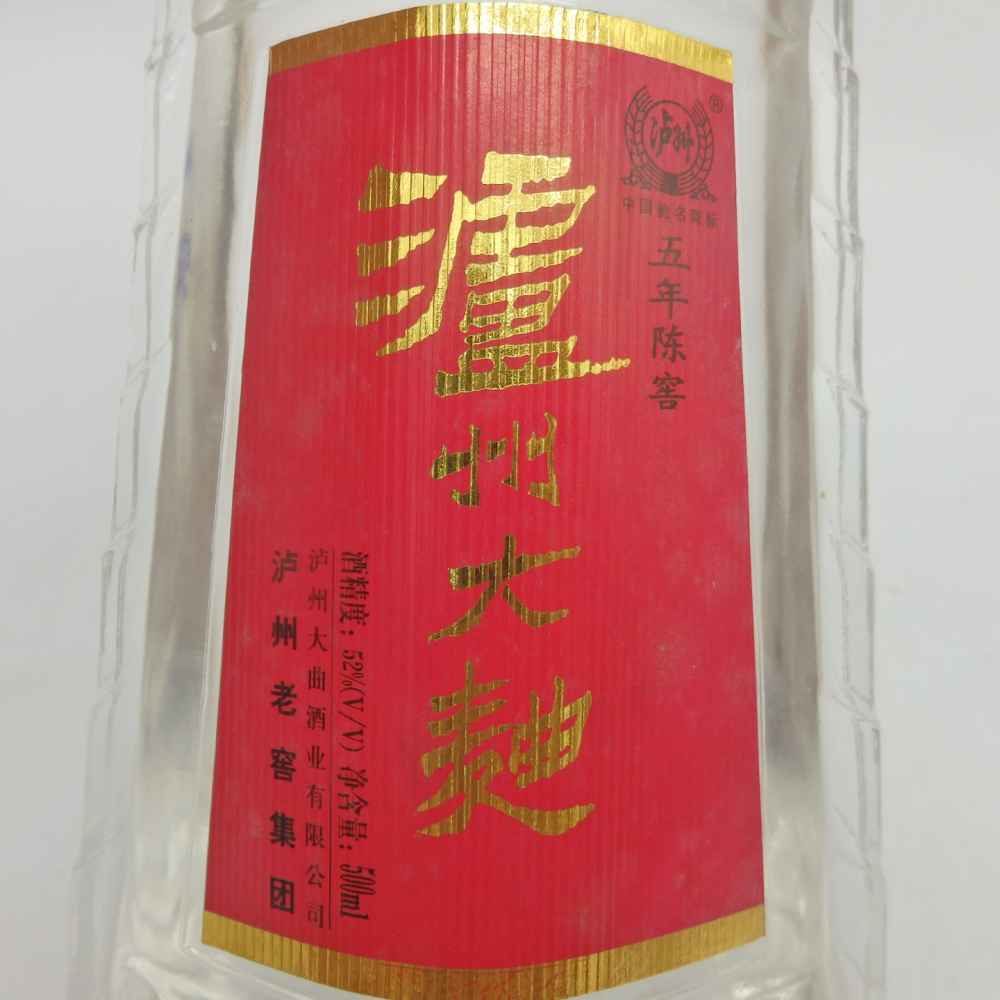 泸州
®
中国驰名商标
五年陈窖
瀘州大麯
酒精度：52%(V/V) 净含量：500ml
泸州大曲酒业有限公司
泸州老窖集团